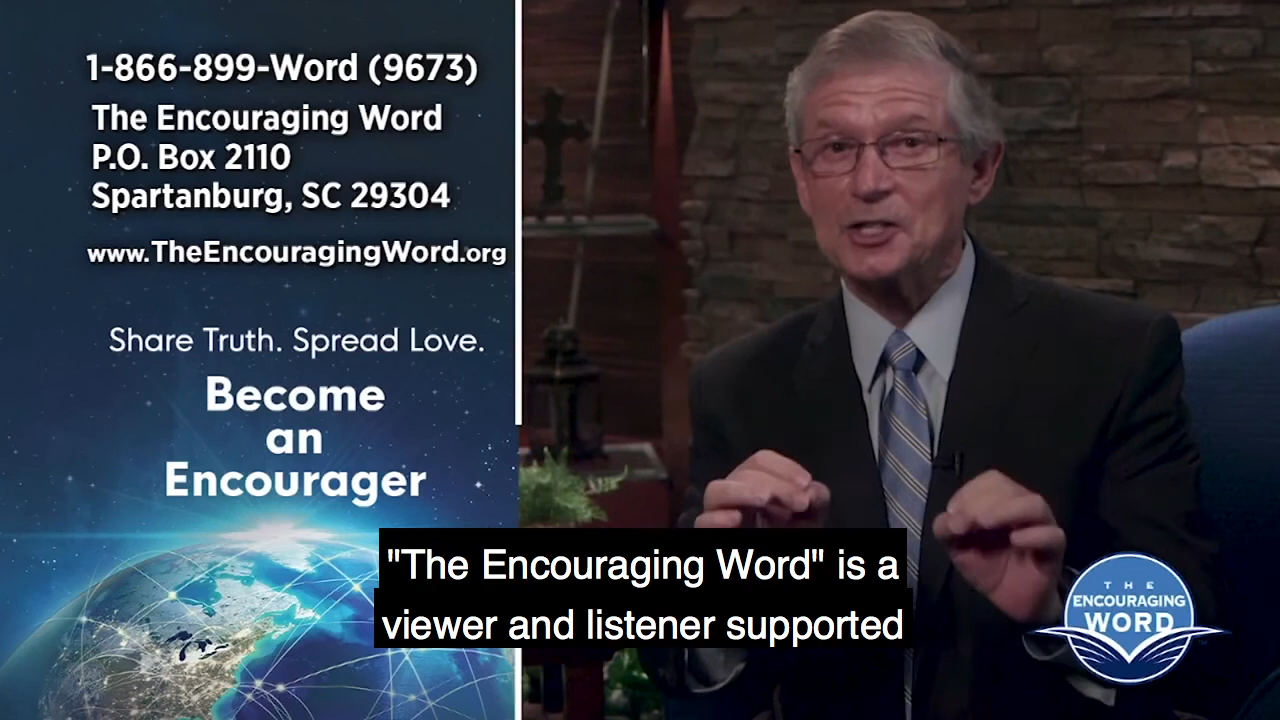 1-866-899-Word (9673)
The Encouraging Word
P.O. Box 2110
Spartanburg, SC 29304
www.TheEncouragingWord.org
Share Truth. Spread Love.
Become
an
Encourager
"The Encouraging Word" is a
viewer and listener supported
THE
ENCOURAGING
WORD